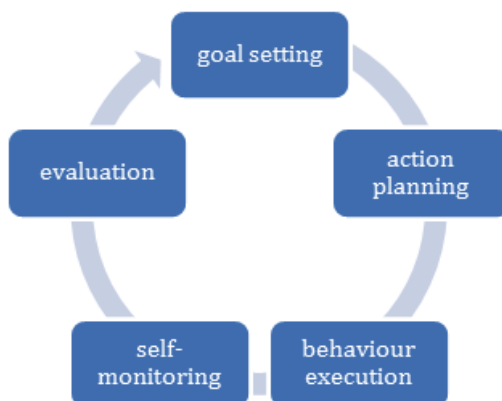 goal setting
action
planning
behaviour
execution
self-
monitoring
evaluation